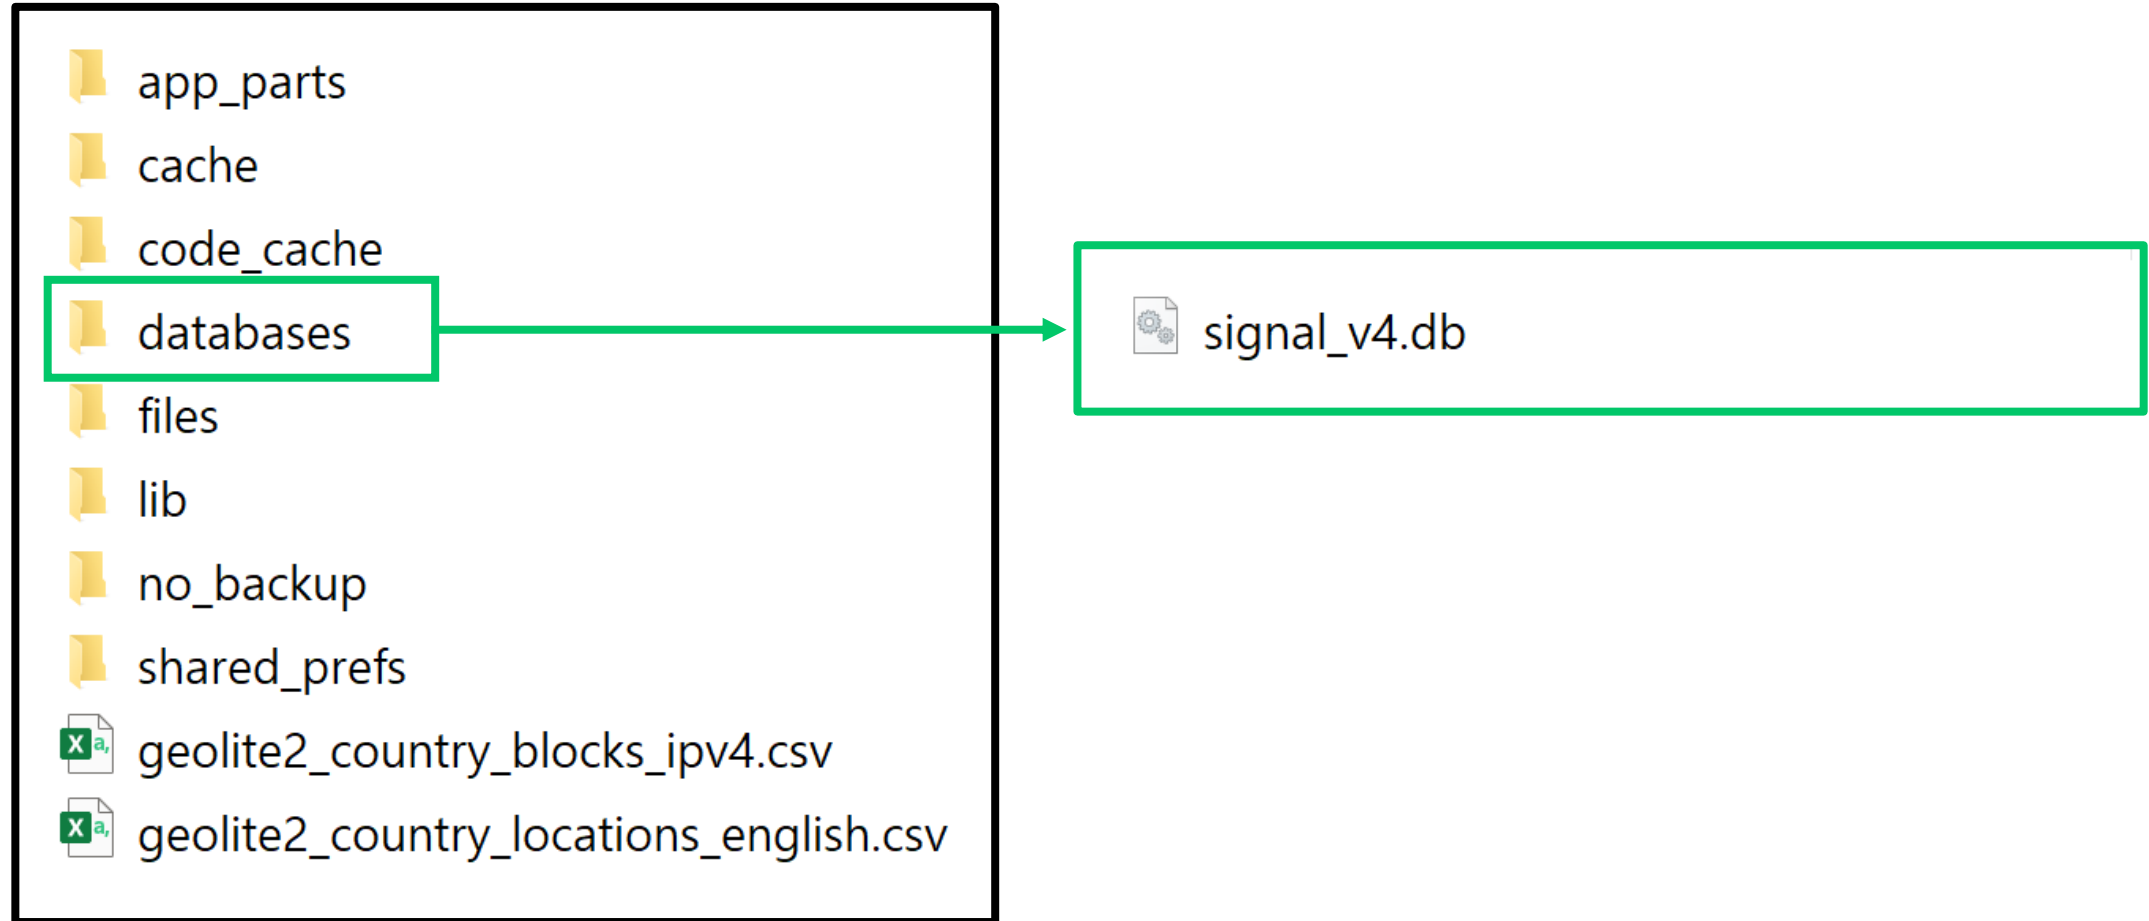 app_parts
cache
code_cache
databases
signal_v4.db
files
lib
no_backup
shared_prefs
geolite2_country_blocks_ipv4.csv
geolite2_country_locations_english.csv